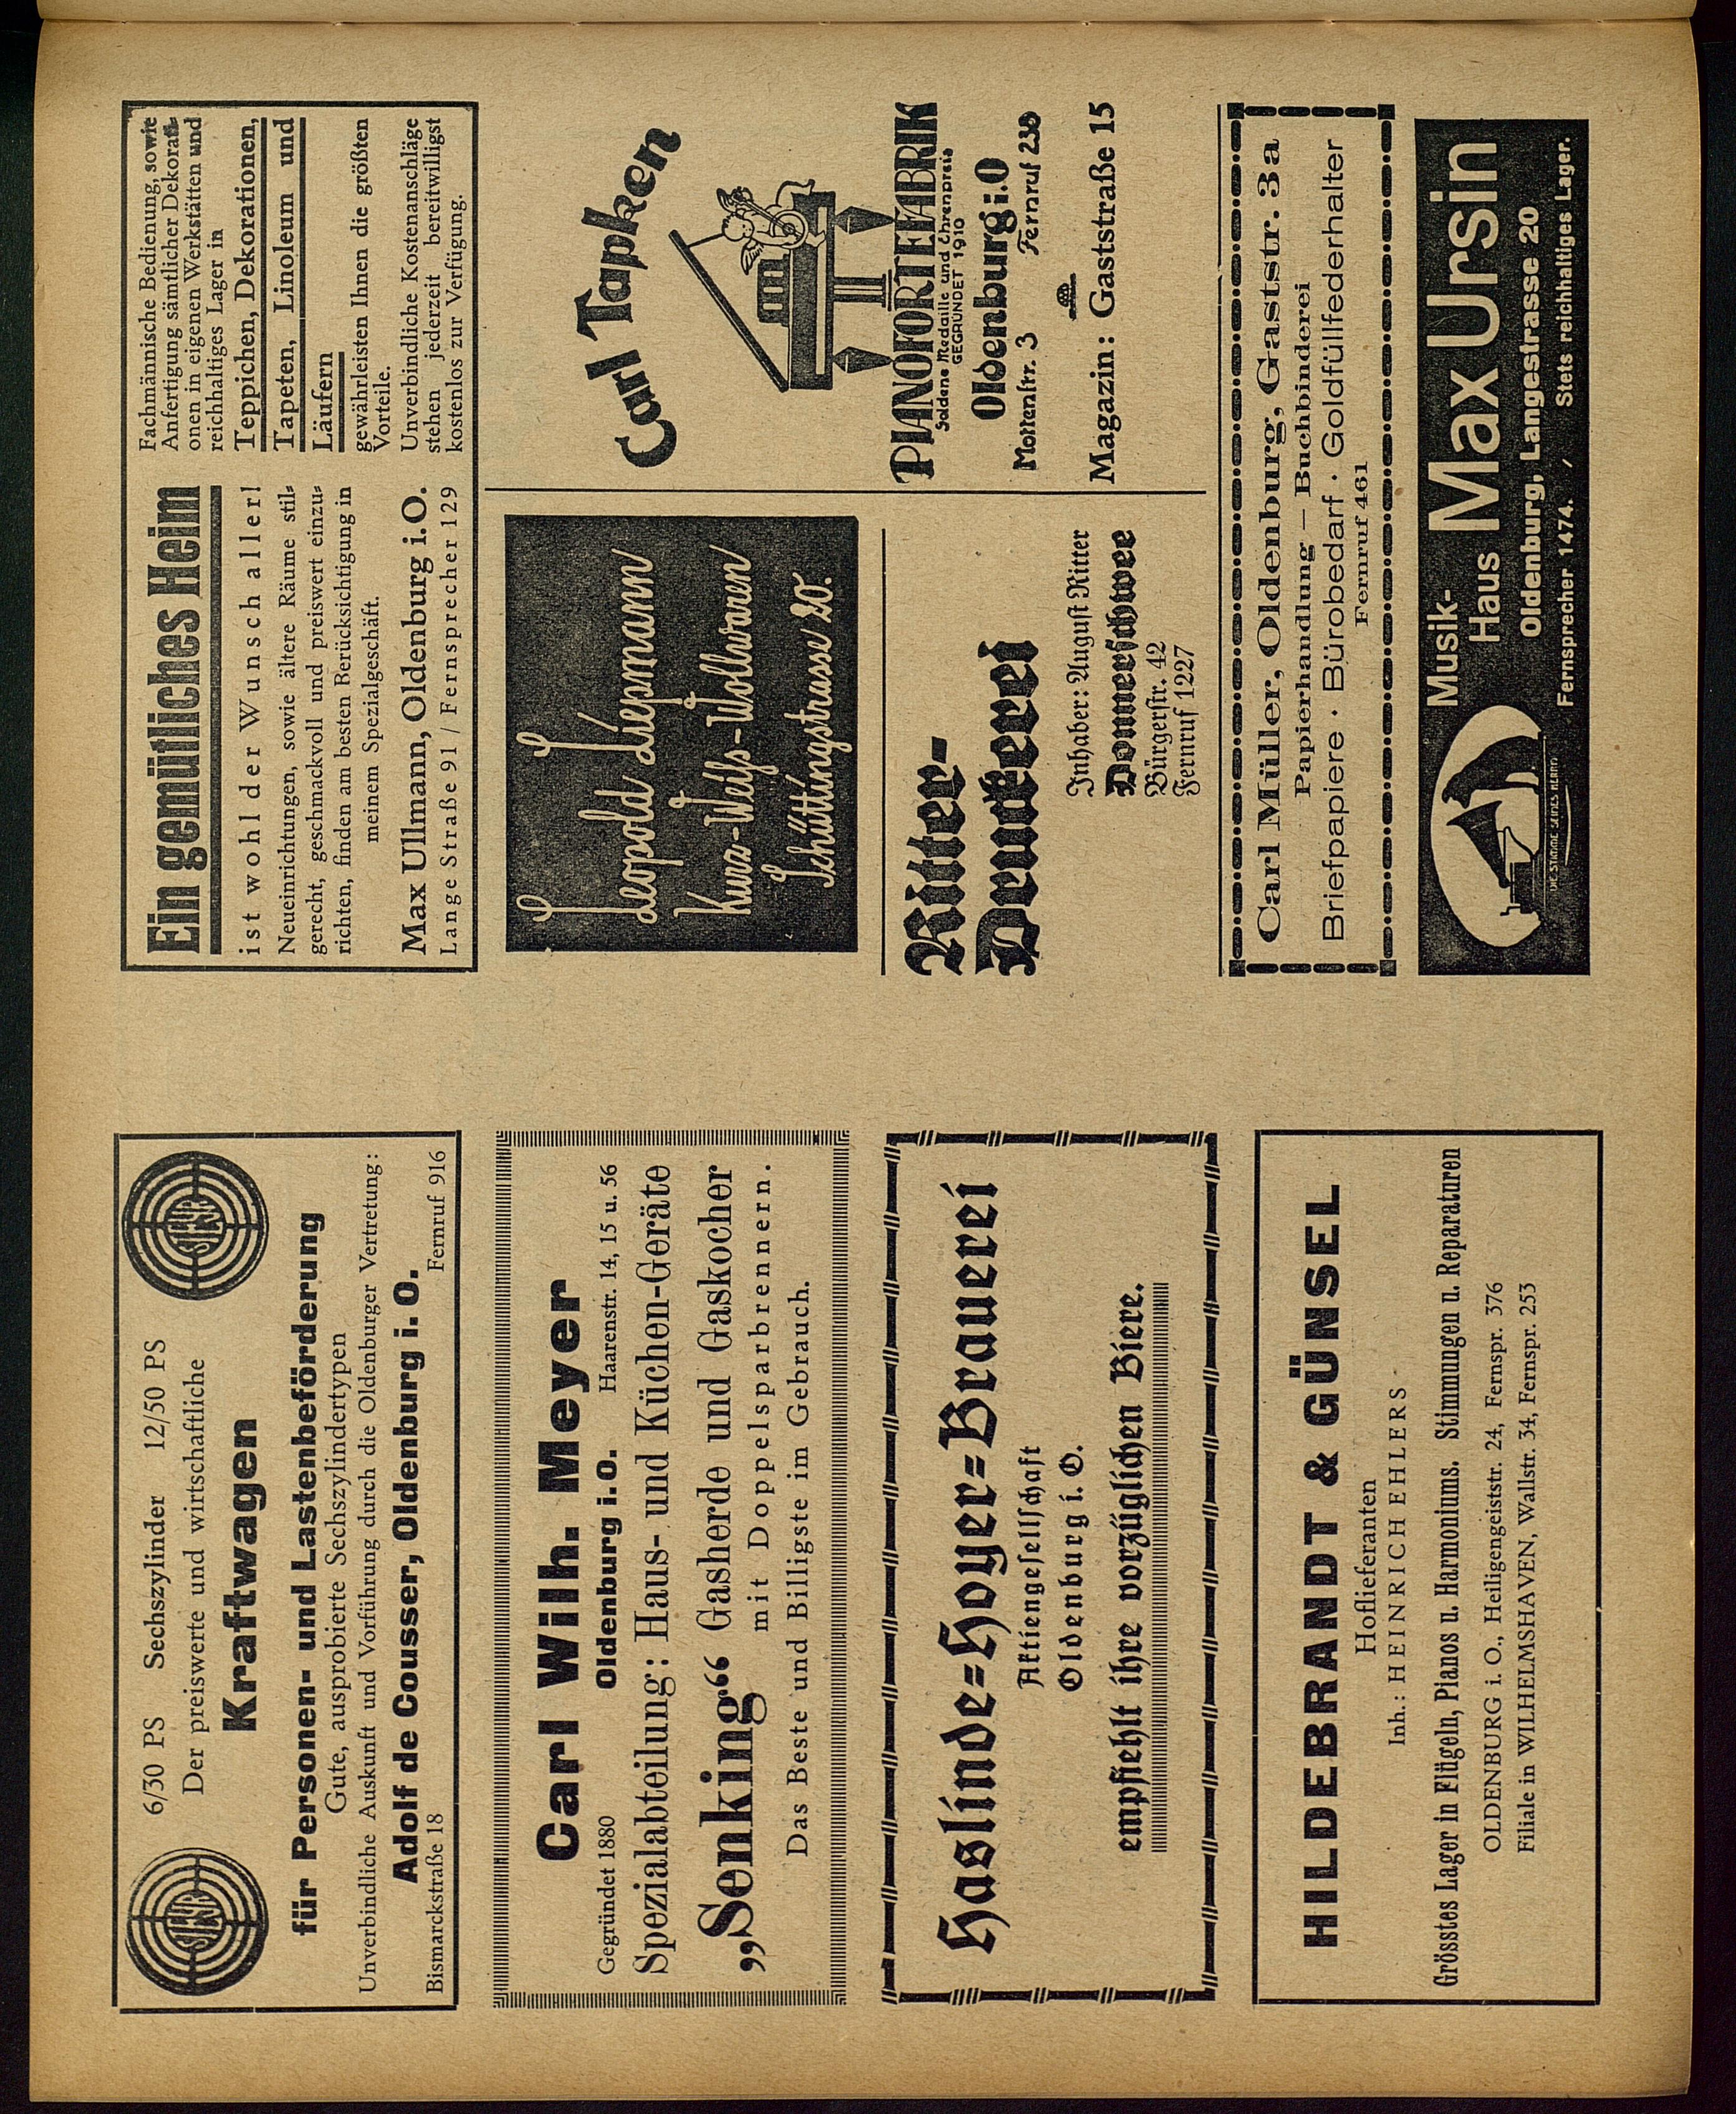 STEYR
6/30 PS Sechszylinder 12/50 PS
STEYR
Der preiswerte und wirtschaftliche
Kraftwagen
für Personen- und Lastenbeförderung
Gute, ausprobierte Sechszylindertypen
Unverbindliche Auskunft und Vorführung durch die Oldenburger Vertretung:
Adolf de Cousser, Oldenburg i. O.
Bismarckstraße 18 Fernruf 916
Carl Wilh. Meyer
Gegründet 1880 Oldenburg i. O. Haarenstr. 14, 15 u. 56
Spezialabteilung: Haus- und Küchen-Geräte
„Senking“ Gasherde und Gaskocher
mit Doppelsparbrennern.
Das Beste und Billigste im Gebrauch.
Haslinde=Hoyer=Brauerei
Aktiengesellschaft
Oldenburg i. O.
empfiehlt ihre vorzüglichen Biere.
HILDEBRANDT & GÜNSEL
Hoflieferanten
Inh.: HEINRICH EHLERS
Grösstes Lager in Flügeln, Pianos u. Harmoniums. Stimmungen u. Reparaturen
OLDENBURG i. O., Heiligengeiststr. 24, Fernspr. 376
Filiale in WILHELMSHAVEN, Wallstr. 34, Fernspr. 253
Ein gemütliches Heim
ist wohl der Wunsch aller!
Neueinrichtungen, sowie ältere Räume stil-
gerecht, geschmackvoll und preiswert einzu-
richten, finden am besten Berücksichtigung in
meinem Spezialgeschäft.
Max Ullmann, Oldenburg i. O.
Lange Straße 91 / Fernsprecher 129
Fachmännische Bedienung, sowie
Anfertigung sämtlicher Dekorati-
onen in eigenen Werkstätten und
reichhaltiges Lager in
Teppichen, Dekorationen,
Tapeten, Linoleum und
Läufern
gewährleisten Ihnen die größten
Vorteile.
Unverbindliche Kostenanschläge
stehen jederzeit bereitwilligst
kostenlos zur Verfügung.
Leopold Liepmann
Kurz-Weiß-Wollwaren
Schüttingstrasse 20.
Carl Tapken
PIANOFORTEFABRIK
Goldene Medaille und Ehrenpreis
GEGRÜNDET 1910
Oldenburg i. O
Mottenstr. 3 Fernruf 238
Magazin: Gaststraße 15
Ritter-
Druckerei
Inhaber: August Ritter
Donnerschwee
Bürgerstr. 42
Fernruf 1227
Carl Müller, Oldenburg, Gaststr. 3a
Papierhandlung — Buchbinderei
Briefpapiere · Bürobedarf · Goldfüllfederhalter
Fernruf 461
DIE STIMME SEINES HERRN
Musik-
Haus Max Ursin
Oldenburg, Langestrasse 20
Fernsprecher 1474. / Stets reichhaltiges Lager.